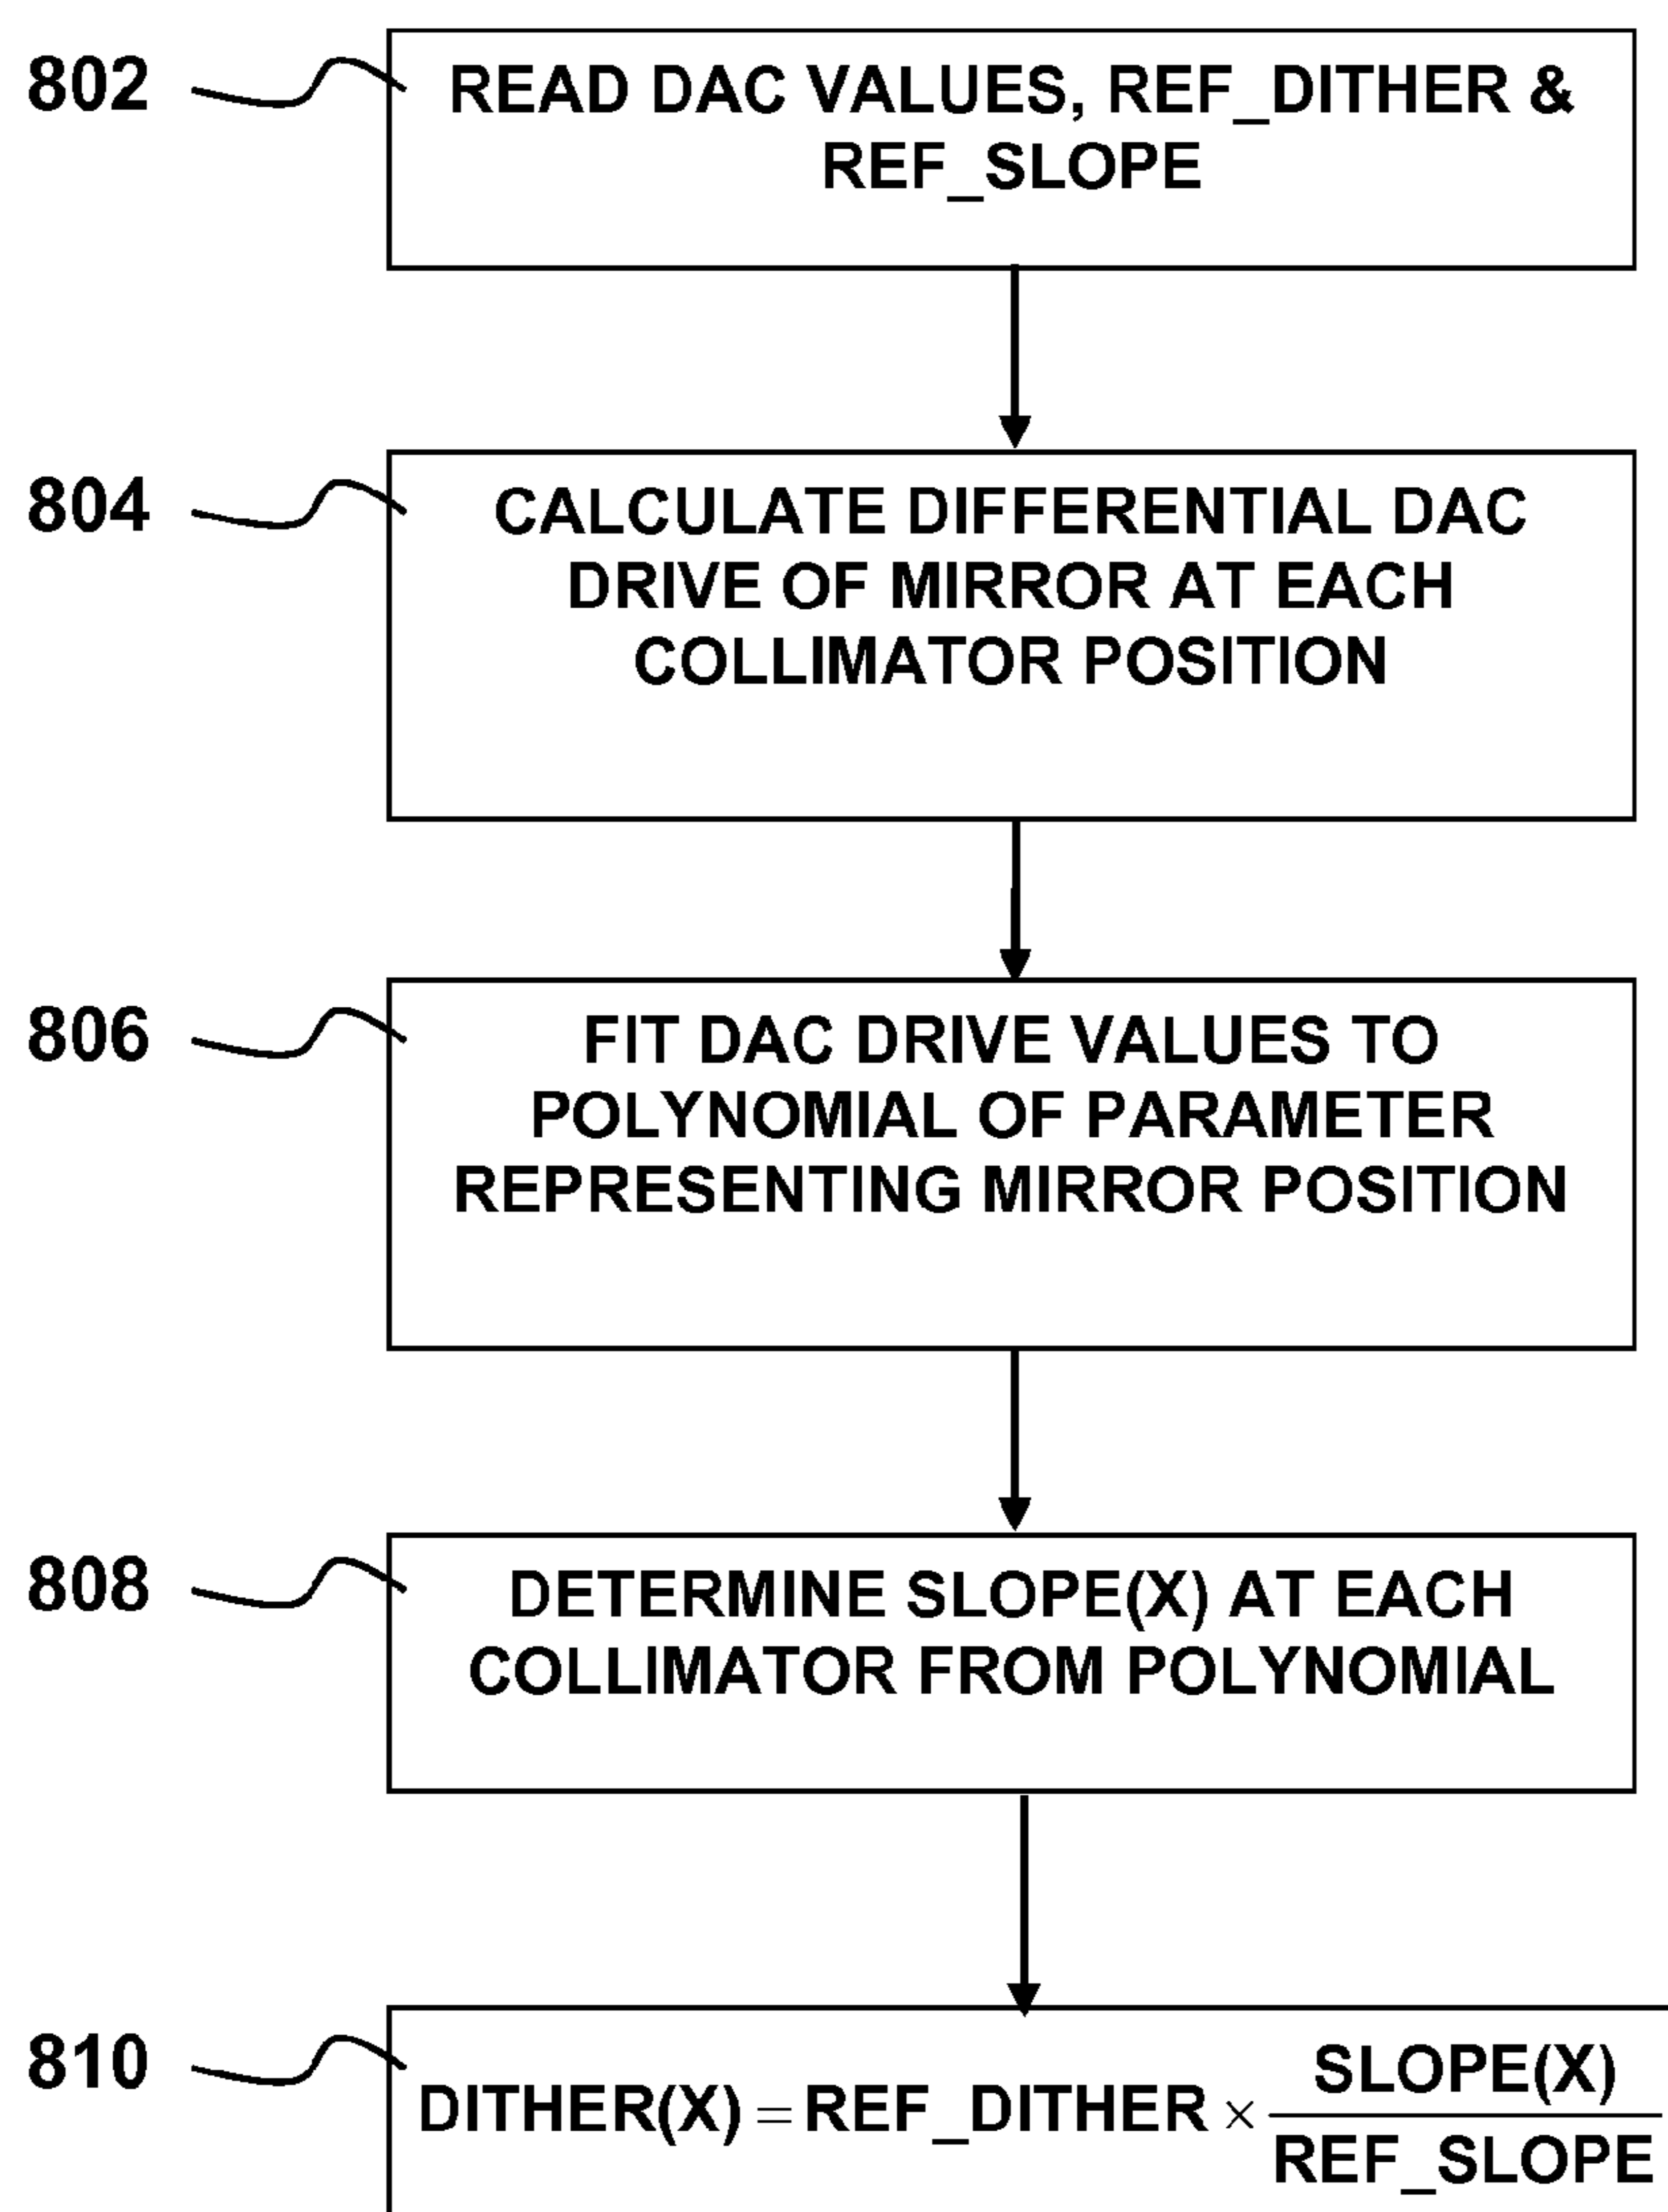 802
READ DAC VALUES, REF_DITHER &
REF_SLOPE
804
CALCULATE DIFFERENTIAL DAC
DRIVE OF MIRROR AT EACH
COLLIMATOR POSITION
806
FIT DAC DRIVE VALUES TO
POLYNOMIAL OF PARAMETER
REPRESENTING MIRROR POSITION
808
DETERMINE SLOPE(X) AT EACH
COLLIMATOR FROM POLYNOMIAL
810
DITHER(X) = REF_DITHER ×
SLOPE(X)
REF_SLOPE